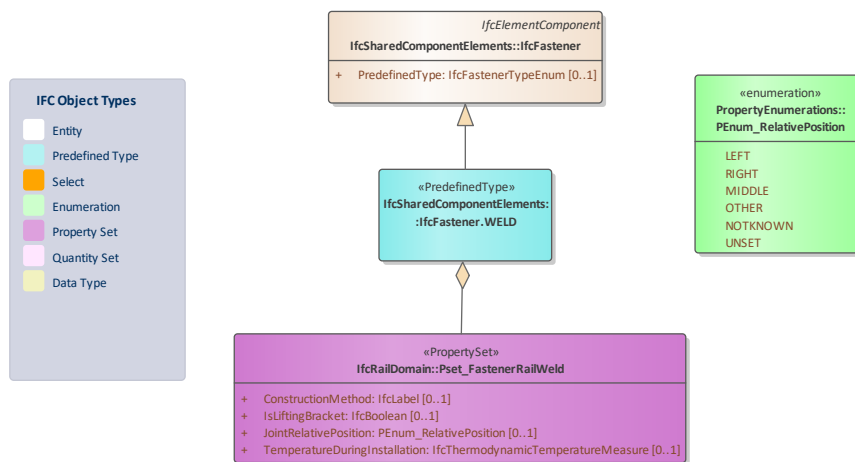 IFC Object Types
Entity
Predefined Type
Select
Enumeration
Property Set
Quantity Set
Data Type
IfcElementComponent
IfcSharedComponentElements::IfcFastener
+ PredefinedType: IfcFastenerTypeEnum [0..1]
«PredefinedType»
IfcSharedComponentElements:
:IfcFastener.WELD
«PropertySet»
IfcRailDomain::Pset_FastenerRailWeld
+ ConstructionMethod: IfcLabel [0..1]
+ IsLiftingBracket: IfcBoolean [0..1]
+ JointRelativePosition: PEnum_RelativePosition [0..1]
+ TemperatureDuringInstallation: IfcThermodynamicTemperatureMeasure [0..1]
«enumeration»
PropertyEnumerations::
PEnum_RelativePosition
LEFT
RIGHT
MIDDLE
OTHER
NOTKNOWN
UNSET